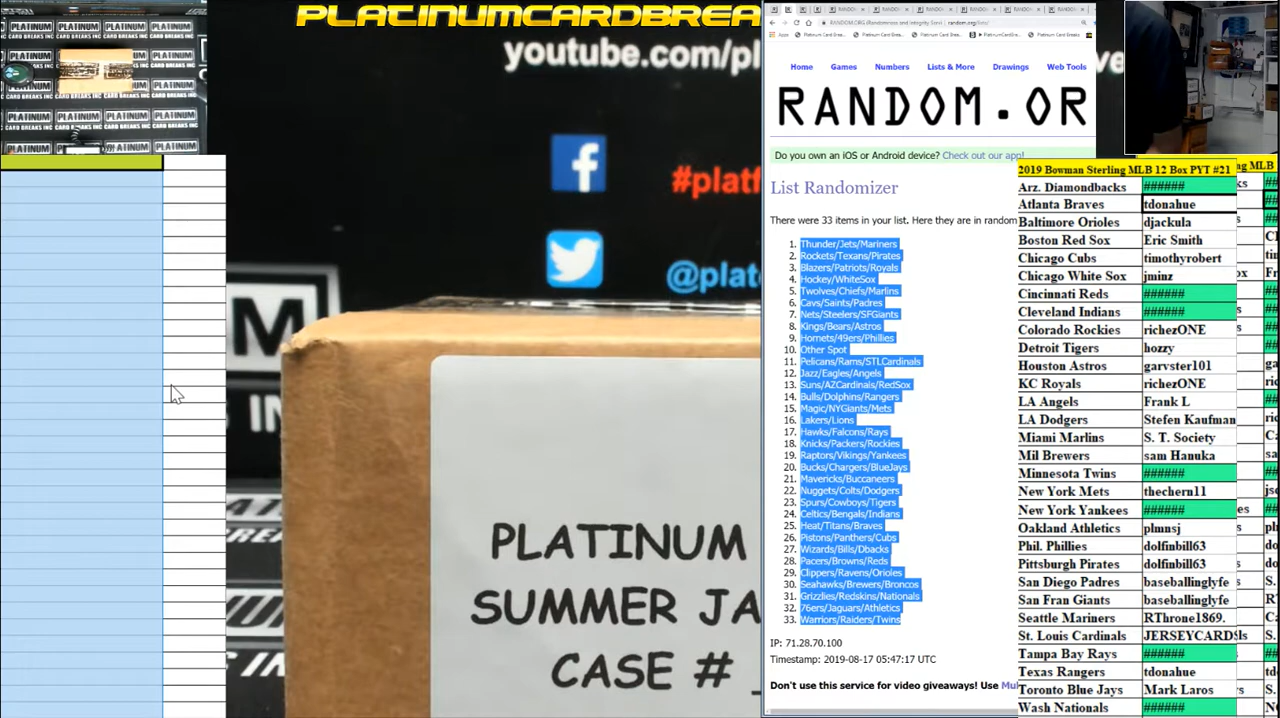 PLATINUMCARDBREA
youtube.com/pl
#platf
@plate
PLATINUM
SUMMER JA
CASE # _
Home Games Numbers Lists & More Drawings Web Tools
RANDOM.OR
Do you own an iOS or Android device? Check out our app!
List Randomizer
There were 33 items in your list. Here they are in random
1. Thunder/Jets/Mariners
2. Rockets/Texans/Pirates
3. Blazers/Patriots/Royals
4. Hockey/WhiteSox
5. Twolves/Chiefs/Marlins
6. Cavs/Saints/Padres
7. Nets/Steelers/SFGiants
8. Kings/Bears/Astros
9. Hornets/49ers/Phillies
10. Other Spot
11. Pelicans/Rams/STLCardinals
12. Jazz/Eagles/Angels
13. Suns/AZCardinals/RedSox
14. Bulls/Dolphins/Rangers
15. Magic/NYGiants/Mets
16. Lakers/Lions
17. Hawks/Falcons/Rays
18. Knicks/Packers/Rockies
19. Raptors/Vikings/Yankees
20. Bucks/Chargers/BlueJays
21. Mavericks/Buccaneers
22. Nuggets/Colts/Dodgers
23. Spurs/Cowboys/Tigers
24. Celtics/Bengals/Indians
25. Heat/Titans/Braves
26. Pistons/Panthers/Cubs
27. Wizards/Bills/Dbacks
28. Pacers/Browns/Reds
29. Clippers/Ravens/Orioles
30. Seahawks/Brewers/Broncos
31. Grizzlies/Redskins/Nationals
32. 76ers/Jaguars/Athletics
33. Warriors/Raiders/Twins
IP: 71.28.70.100
Timestamp: 2019-08-17 05:47:17 UTC
Don't use this service for video giveaways! Use Mul
2019 Bowman Sterling MLB 12 Box PYT #21
Arz. Diamondbacks ######
Atlanta Braves tdonahue
Baltimore Orioles djackula
Boston Red Sox Eric Smith
Chicago Cubs timothyrobert
Chicago White Sox jminz
Cincinnati Reds ######
Cleveland Indians ######
Colorado Rockies richezONE
Detroit Tigers hozzy
Houston Astros garvster101
KC Royals richezONE
LA Angels Frank L
LA Dodgers Stefen Kaufman
Miami Marlins S. T. Society
Mil Brewers sam Hanuka
Minnesota Twins ######
New York Mets thechern11
New York Yankees ######
Oakland Athletics plmnsj
Phil. Phillies dolfinbill63
Pittsburgh Pirates dolfinbill63
San Diego Padres baseballinglyfe
San Fran Giants baseballinglyfe
Seattle Mariners RThrone1869.
St. Louis Cardinals JERSEYCARDS
Tampa Bay Rays ######
Texas Rangers tdonahue
Toronto Blue Jays Mark Laros
Wash Nationals ######